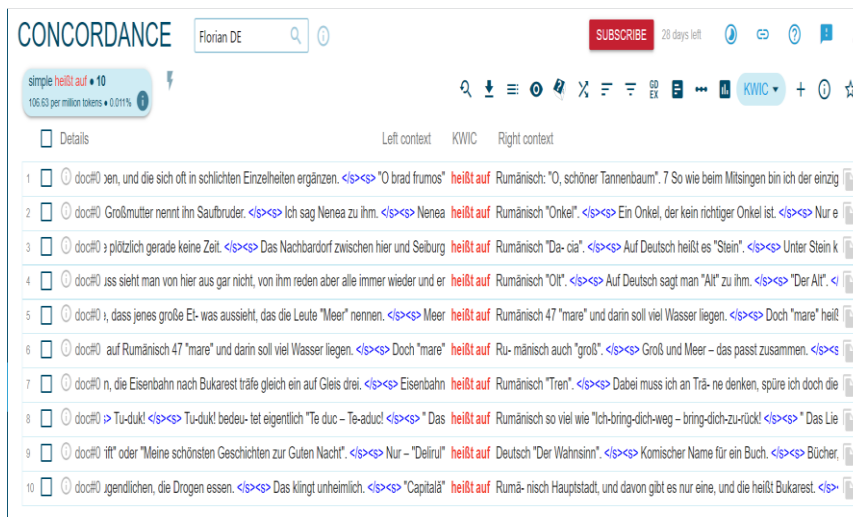 CONCORDANCE
Florian DE
SUBSCRIBE
28 days left
simple heißt auf ● 10
106.63 per million tokens ● 0.011%
GD
EX
KWIC
Details Left context KWIC Right context
1 doc#0 ben, und die sich oft in schlichten Einzelheiten ergänzen. </s><s> "O brad frumos" heißt auf Rumänisch: "O, schöner Tannenbaum". 7 So wie beim Mitsingen bin ich der einzig
2 doc#0 Großmutter nennt ihn Saufbruder. </s><s> Ich sag Nenea zu ihm. </s><s> Nenea heißt auf Rumänisch "Onkel". </s><s> Ein Onkel, der kein richtiger Onkel ist. </s><s> Nur e
3 doc#0 e plötzlich gerade keine Zeit. </s><s> Das Nachbardorf zwischen hier und Seiburg heißt auf Rumänisch "Da- cia". </s><s> Auf Deutsch heißt es "Stein". </s><s> Unter Stein k
4 doc#0 uss sieht man von hier aus gar nicht, von ihm reden aber alle immer wieder und er heißt auf Rumänisch "Olt". </s><s> Auf Deutsch sagt man "Alt" zu ihm. </s><s> "Der Alt". </
5 doc#0 e, dass jenes große Et- was aussieht, das die Leute "Meer" nennen. </s><s> Meer heißt auf Rumänisch 47 "mare" und darin soll viel Wasser liegen. </s><s> Doch "mare" heiß
6 doc#0 auf Rumänisch 47 "mare" und darin soll viel Wasser liegen. </s><s> Doch "mare" heißt auf Ru- mänisch auch "groß". </s><s> Groß und Meer – das passt zusammen. </s><s
7 doc#0 n, die Eisenbahn nach Bukarest träfe gleich ein auf Gleis drei. </s><s> Eisenbahn heißt auf Rumänisch "Tren". </s><s> Dabei muss ich an Trä- ne denken, spüre ich doch die
8 doc#0 s> Tu-duk! </s><s> Tu-duk! bedeu- tet eigentlich "Te duc – Te-aduc! </s><s> " Das heißt auf Rumänisch so viel wie "Ich-bring-dich-weg – bring-dich-zu-rück! </s><s> " Das Lie
9 doc#0 rift" oder "Meine schönsten Geschichten zur Guten Nacht". </s><s> Nur – "Delirul" heißt auf Deutsch "Der Wahnsinn". </s><s> Komischer Name für ein Buch. </s><s> Bücher,
10 doc#0 ugendlichen, die Drogen essen. </s><s> Das klingt unheimlich. </s><s> "Capitală" heißt auf Rumä- nisch Hauptstadt, und davon gibt es nur eine, und die heißt Bukarest. </s>